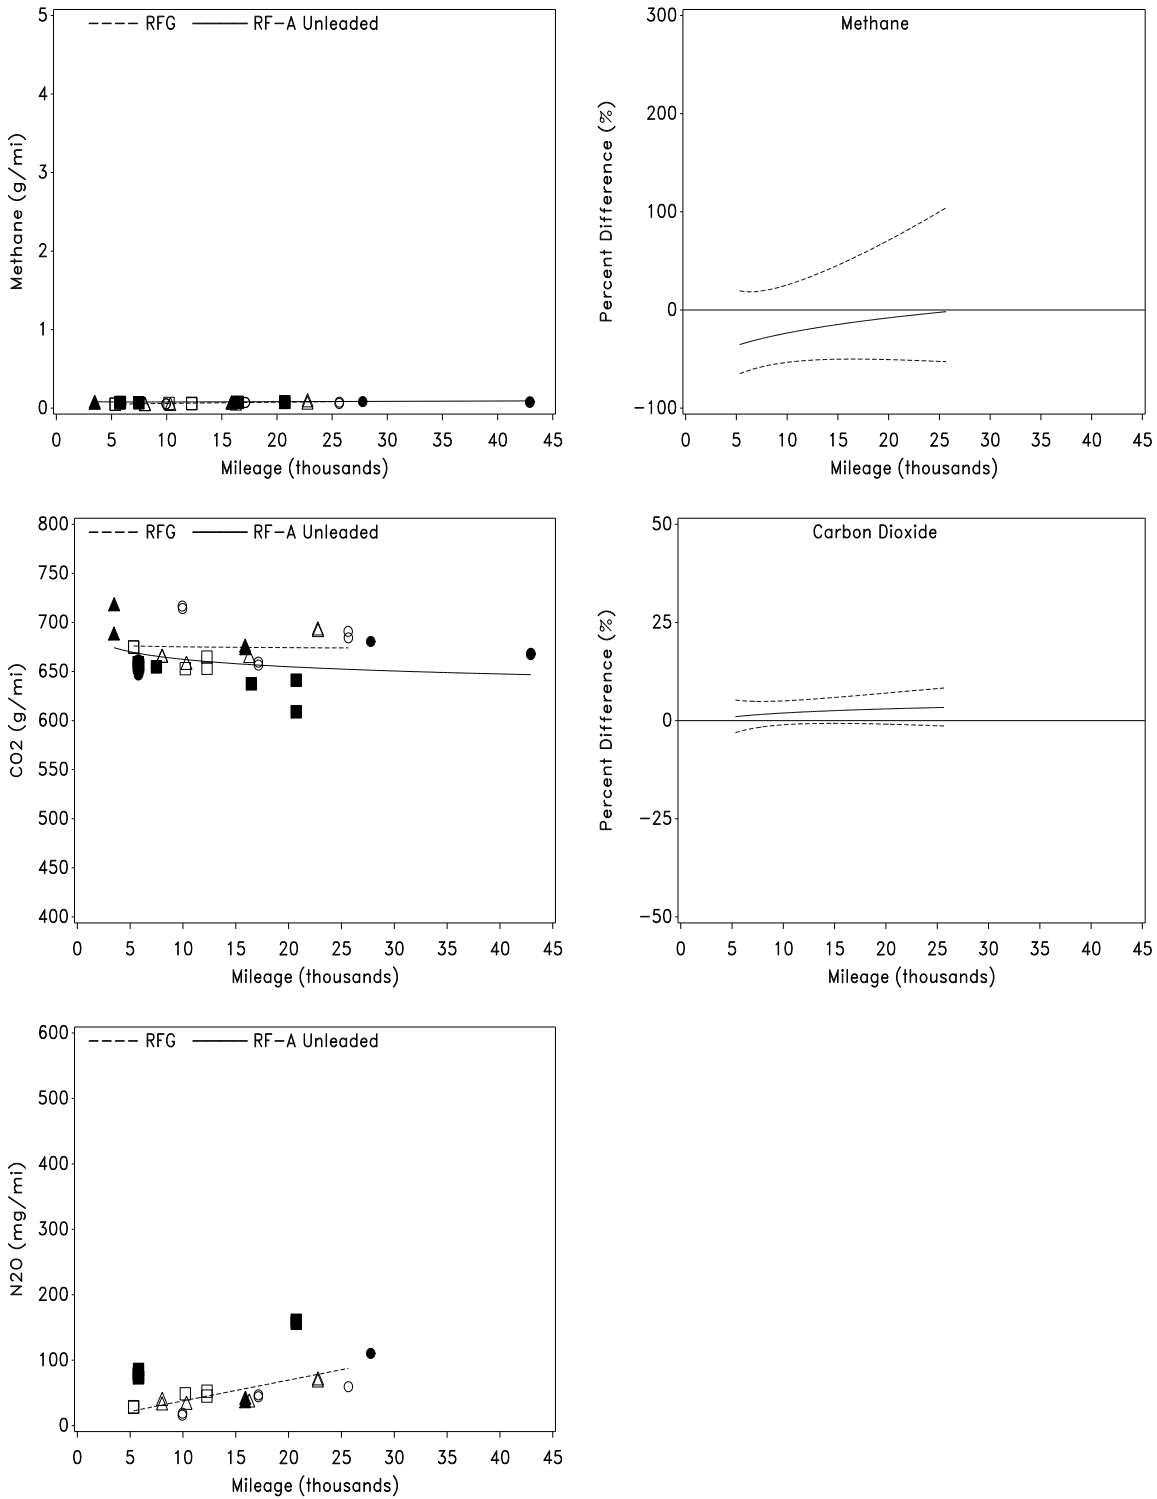 RFG RF-A Unleaded
5
4
3
2
1
0
Methane (g/mi)
0 5 10 15 20 25 30 35 40 45
Mileage (thousands)
Methane
300
200
100
0
-100
Percent Difference (%)
0 5 10 15 20 25 30 35 40 45
Mileage (thousands)
RFG RF-A Unleaded
800
750
700
650
600
550
500
450
400
CO2 (g/mi)
0 5 10 15 20 25 30 35 40 45
Mileage (thousands)
Carbon Dioxide
50
25
0
-25
-50
Percent Difference (%)
0 5 10 15 20 25 30 35 40 45
Mileage (thousands)
RFG RF-A Unleaded
600
500
400
300
200
100
0
N2O (mg/mi)
0 5 10 15 20 25 30 35 40 45
Mileage (thousands)